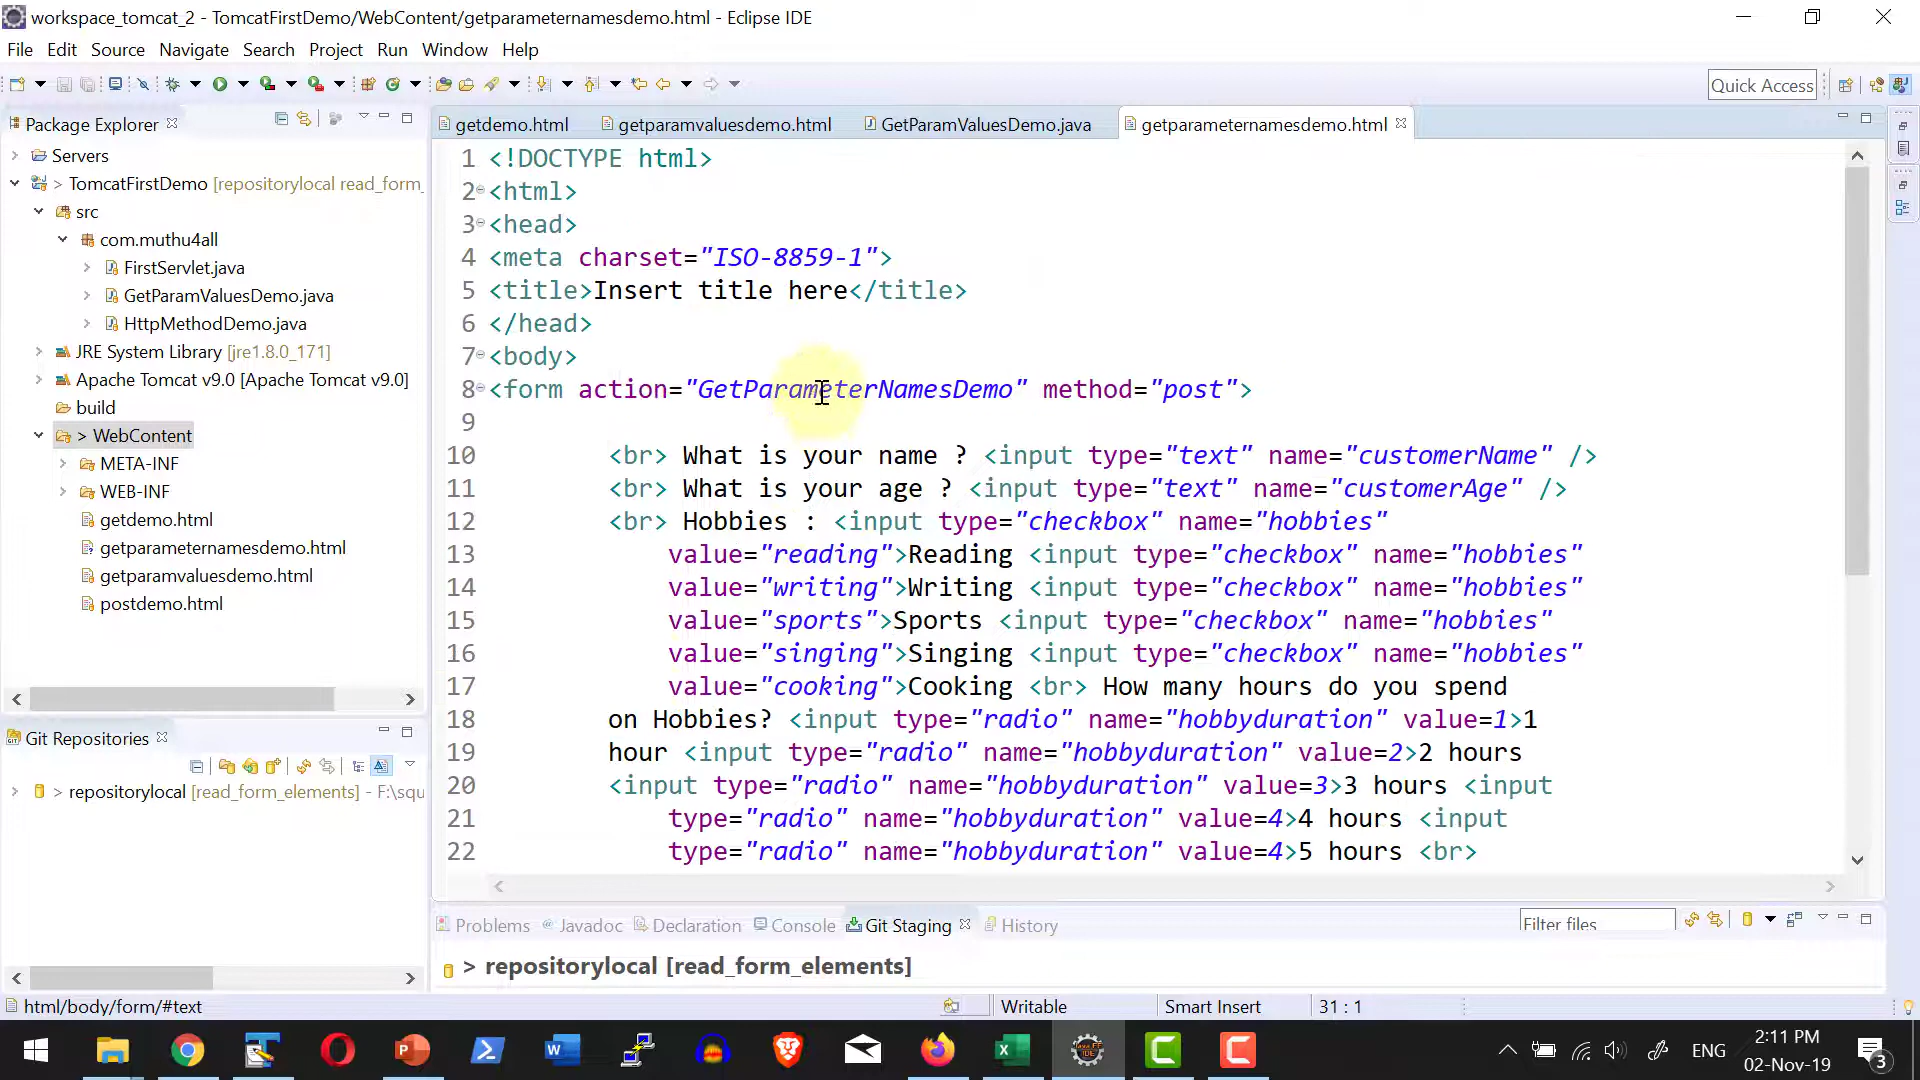 workspace_tomcat_2 - TomcatFirstDemo/WebContent/getparameternamesdemo.html - Eclipse IDE
File Edit Source Navigate Search Project Run Window Help
Quick Access
Package Explorer
Servers
> TomcatFirstDemo [repositorylocal read_form_
src
com.muthu4all
FirstServlet.java
GetParamValuesDemo.java
HttpMethodDemo.java
JRE System Library [jre1.8.0_171]
Apache Tomcat v9.0 [Apache Tomcat v9.0]
build
> WebContent
META-INF
WEB-INF
getdemo.html
getparameternamesdemo.html
getparamvaluesdemo.html
postdemo.html
Git Repositories
> repositorylocal [read_form_elements] - F:\squ
getdemo.html getparamvaluesdemo.html GetParamValuesDemo.java getparameternamesdemo.html
1 <!DOCTYPE html>
2 <html>
3 <head>
4 <meta charset="ISO-8859-1">
5 <title>Insert title here</title>
6 </head>
7 <body>
8 <form action="GetParameterNamesDemo" method="post">
9
10 <br> What is your name ? <input type="text" name="customerName" />
11 <br> What is your age ? <input type="text" name="customerAge" />
12 <br> Hobbies : <input type="checkbox" name="hobbies"
13 value="reading">Reading <input type="checkbox" name="hobbies"
14 value="writing">Writing <input type="checkbox" name="hobbies"
15 value="sports">Sports <input type="checkbox" name="hobbies"
16 value="singing">Singing <input type="checkbox" name="hobbies"
17 value="cooking">Cooking <br> How many hours do you spend
18 on Hobbies? <input type="radio" name="hobbyduration" value=1>1
19 hour <input type="radio" name="hobbyduration" value=2>2 hours
20 <input type="radio" name="hobbyduration" value=3>3 hours <input
21 type="radio" name="hobbyduration" value=4>4 hours <input
22 type="radio" name="hobbyduration" value=4>5 hours <br>
Problems Javadoc Declaration Console Git Staging History
Filter files
> repositorylocal [read_form_elements]
html/body/form/#text Writable Smart Insert 31 : 1
ENG
2:11 PM
02-Nov-19
3